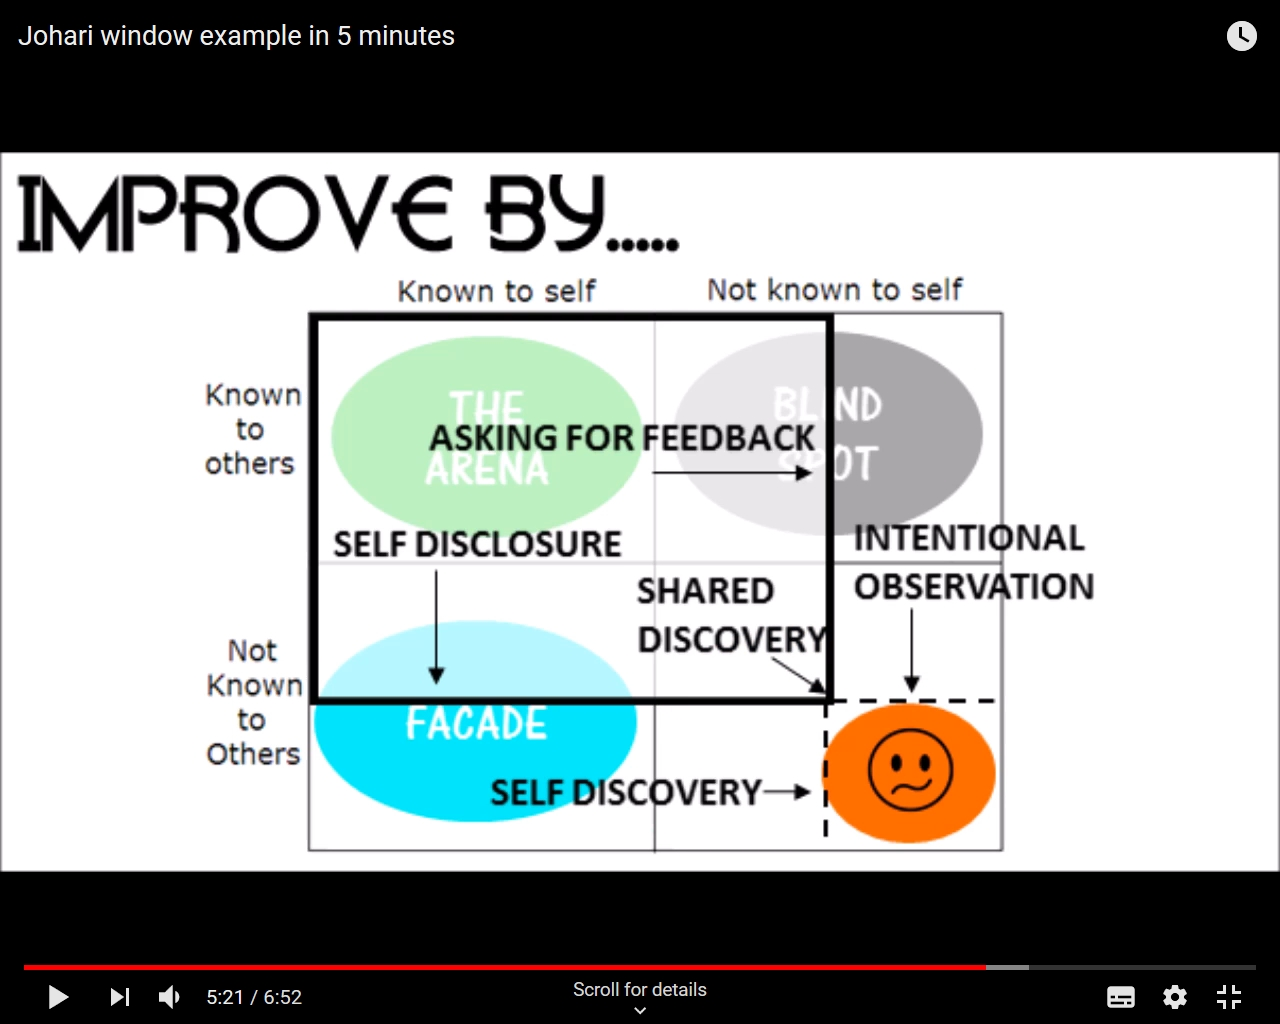 Johari window example in 5 minutes
IMPROVE BY.....
Known to self
Not known to self
Known
to
others
THE
ARENA
BLIND
SPOT
ASKING FOR FEEDBACK
SELF DISCLOSURE
INTENTIONAL
OBSERVATION
SHARED
DISCOVERY
Not
Known
to
Others
FACADE
SELF DISCOVERY
5:21 / 6:52
Scroll for details